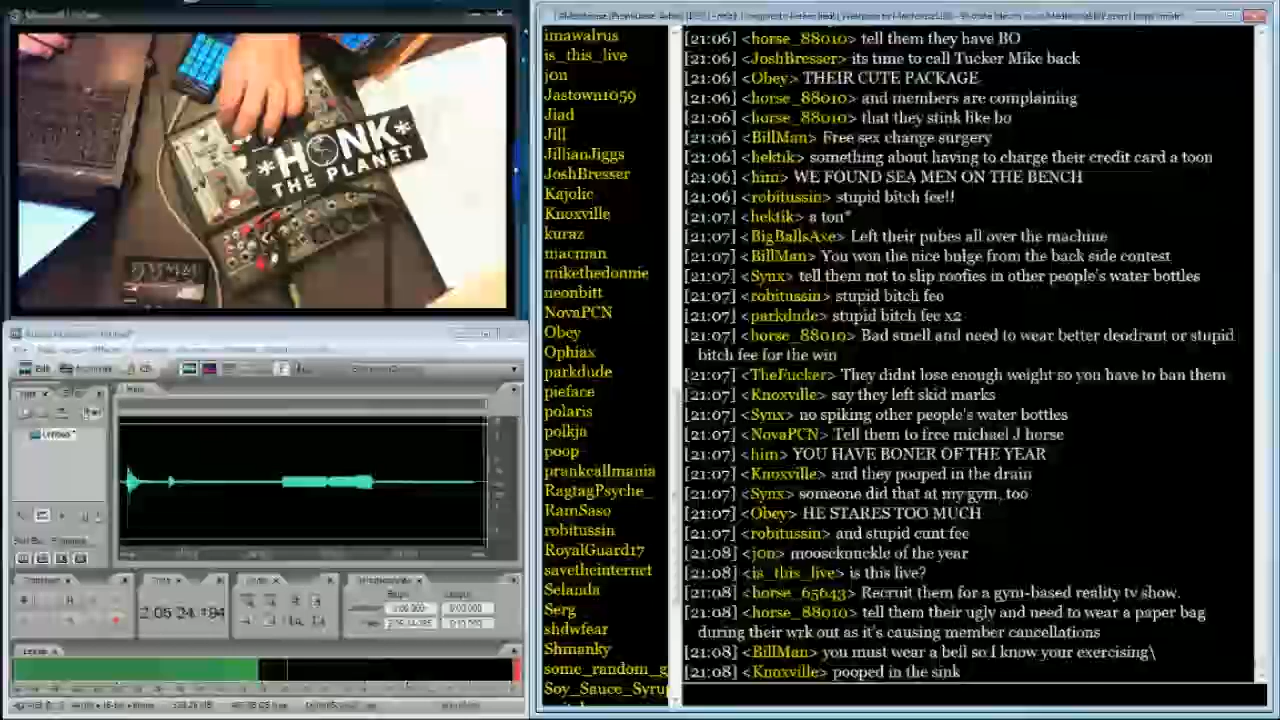 *HONK*
THE PLANET
Edit
2:05:24
imawalrus
is_this_live
jon
Jastown1059
Jiad
Jill
JillianJiggs
JoshBresser
Kajolic
Knoxville
kuraz
macman
mikethedonnie
neonbitt
NovaPCN
Obey
Ophiax
parkdude
pieface
polaris
polkja
poop
prankcallmania
RagtagPsyche_
RamSaso
robitussin
RoyalGuard17
savetheinternet
Selanda
Serg
shdwfear
Shmanky
some_random_g
Soy_Sauce_Syru
[21:06] <horse_88010> tell them they have BO
[21:06] <JoshBresser> its time to call Tucker Mike back
[21:06] <Obey> THEIR CUTE PACKAGE
[21:06] <horse_88010> and members are complaining
[21:06] <horse_88010> that they stink like bo
[21:06] <BillMan> Free sex change surgery
[21:06] <hektik> something about having to charge their credit card a toon
[21:06] <him> WE FOUND SEA MEN ON THE BENCH
[21:06] <robitussin> stupid bitch fee!!
[21:07] <hektik> a ton*
[21:07] <BigBallsAxe> Left their pubes all over the machine
[21:07] <BillMan> You won the nice bulge from the back side contest
[21:07] <Synx> tell them not to slip roofies in other people's water bottles
[21:07] <robitussin> stupid bitch feo
[21:07] <parkdude> stupid bitch fee x2
[21:07] <horse_88010> Bad smell and need to wear better deodrant or stupid
bitch fee for the win
[21:07] <TheFucker> They didnt lose enough weight so you have to ban them
[21:07] <Knoxville> say they left skid marks
[21:07] <Synx> no spiking other people's water bottles
[21:07] <NovaPCN> Tell them to free michael J horse
[21:07] <him> YOU HAVE BONER OF THE YEAR
[21:07] <Knoxville> and they pooped in the drain
[21:07] <Synx> someone did that at my gym, too
[21:07] <Obey> HE STARES TOO MUCH
[21:07] <robitussin> and stupid cunt fee
[21:08] <jon> mooseknuckle of the year
[21:08] <is_this_live> is this live?
[21:08] <horse_65643> Recruit them for a gym-based reality tv show.
[21:08] <horse_88010> tell them their ugly and need to wear a paper bag
during their wrk out as it's causing member cancellations
[21:08] <BillMan> you must wear a bell so I know your exercising\
[21:08] <Knoxville> pooped in the sink